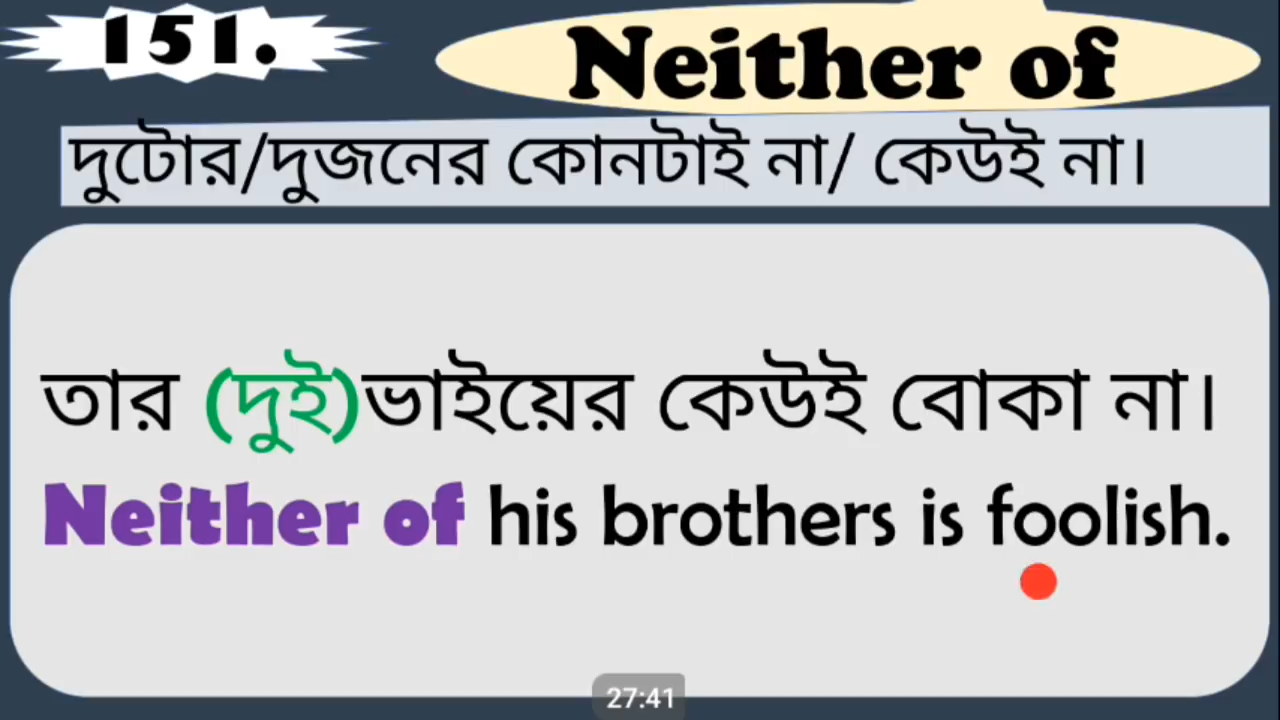 151.
Neither of
দুটোর/দুজনের কোনটাই না/ কেউই না।
তার (দুই)ভাইয়ের কেউই বোকা না।
Neither of his brothers is foolish.
27:41